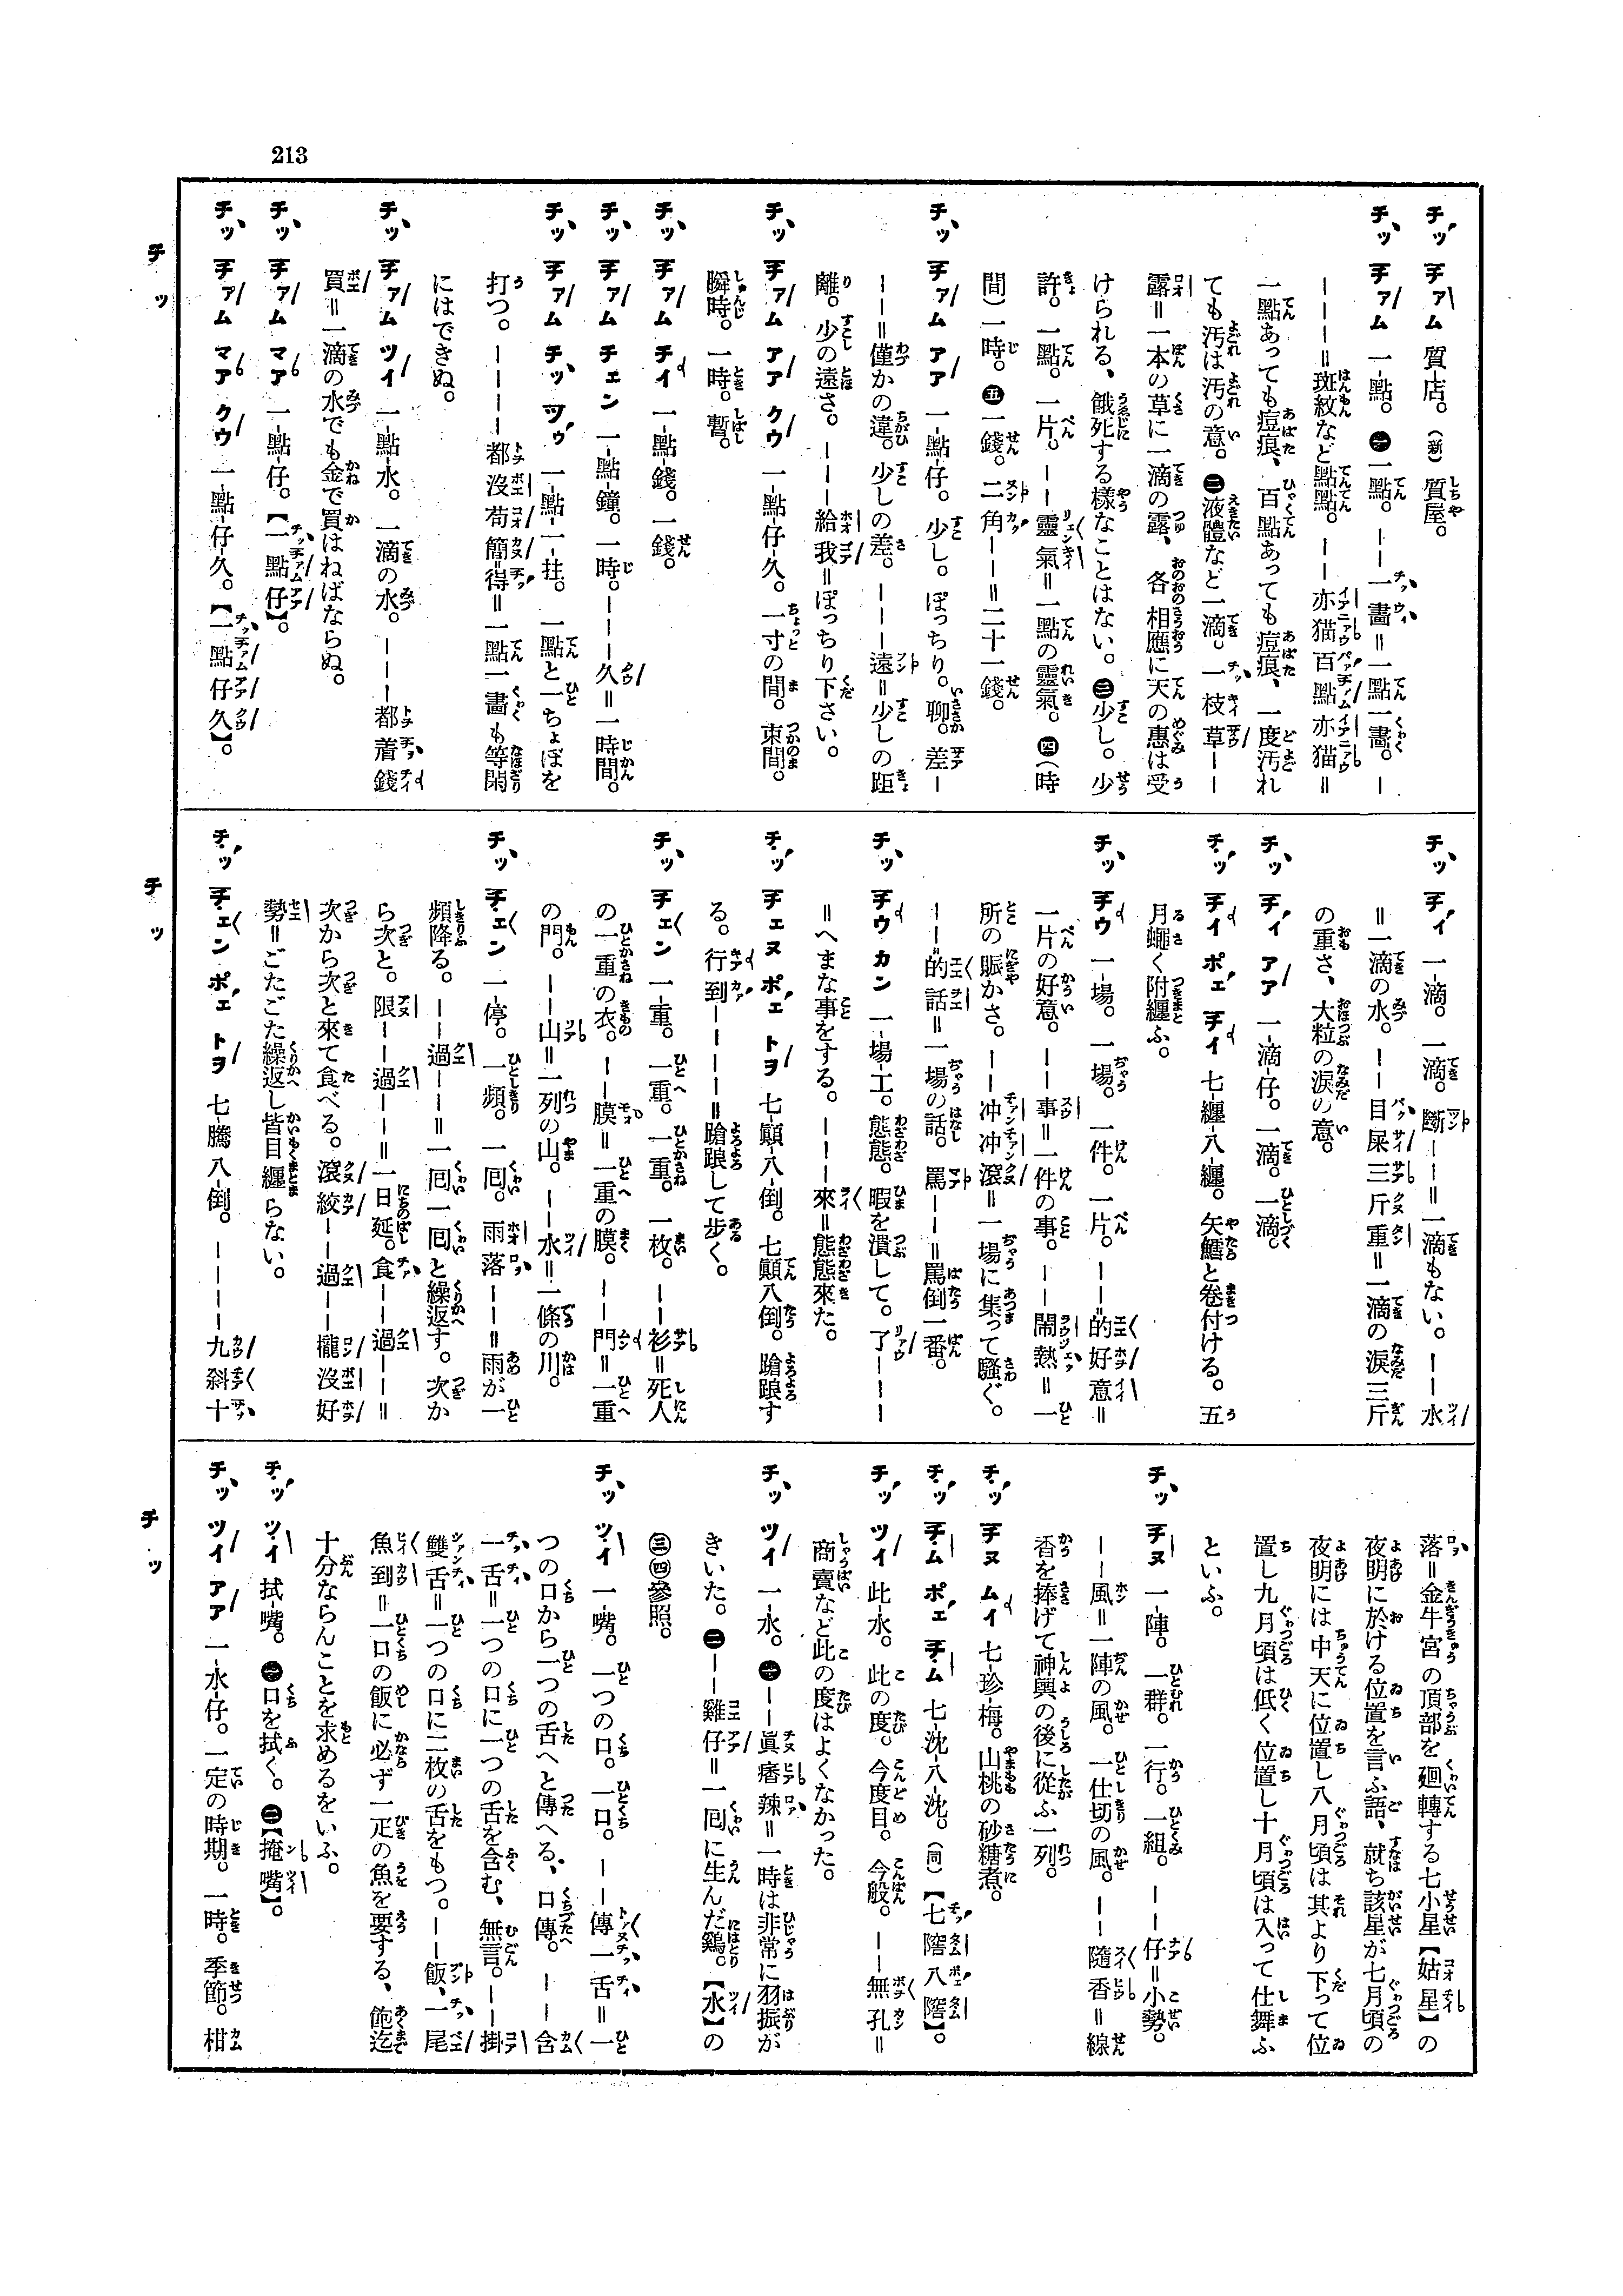 213
チッ チァム 質-店。(新)質屋。
チッ チァム 一-點。㊀一點。——一畵=一點一畵。—
———=斑紋など點點。——亦猫百點亦猫=
一點あっても痘痕、百點あっても痘痕、一度汚れ
ても汚は汚の意。㊁液體など一滴。一枝草——
露=一本の草に一滴の露、各相應に天の惠は受
けられる、餓死する樣なことはない。㊂少し。少
許。一點。一片。——靈氣=一點の靈氣。㊃(時
間)一時。㊄一錢。二角——=二十一錢。
チッ チァム アア 一-點-仔。少し。ぽっちり。聊。差—
——=僅かの違。少しの差。———遠=少しの距
離。少の遠さ。———給我=ぽっちり下さい。
チッ チァム アア クウ 一-點-仔-久。一寸の間。束間。
瞬時。一時。暫。
チッ チァム チイ 一-點-錢。一錢。
チッ チァム チェン 一-點-鐘。一時。———久=一時間。
チッ チァム チッ ツウ 一-點-一-拄。一點と一ちょぼを
打つ。————都沒苟簡=得=一點一畵も等閑
にはできぬ。
チッ チァム ツイ 一-點-水。一滴の水。———都着錢
買=一滴の水でも金で買はねばならぬ。
チッ チァム マア 一-點-仔。【一點仔】。
チッ チァム マア クウ 一-點-仔-久。【一點仔久】。
チッ チィ 一-滴。一滴。斷——=一滴もない。——水
=一滴の水。——目屎三斤重=一滴の淚三斤
の重さ、大粒の淚の意。
チッ チィ アア 一-滴-仔。一滴。一滴。
チッ チイ ポェ チイ 七-纏-八-纏。矢鱈と卷付ける。五
月蠅く附纏ふ。
チッ チウ 一-場。一場。一件。一片。——=的好意=
一片の好意。——事=一件の事。——鬧熱=一
所の賑かさ。——冲冲滾=一場に集って騷ぐ。
——的話=一場の話。罵——=罵倒一番。
チッ チウ カン 一-場-工。態態。暇を潰して。了———
=へまな事をする。———來=態態來た。
チッ チェヌ ポェ トヲ 七-顚-八-倒。七顚八倒。蹌踉す
る。行到————=蹌踉して步く。
チッ チェン 一-重。一重。一重。一枚。——衫=死人
の一重の衣。——膜=一重の膜。——門=一重
の門。——山=一列の山。——水=一條の川。
チッ チェン 一-停。一頻。一囘。雨落——=雨が一
頻降る。——過——=一囘一囘と繰返す。次か
ら次と。限——過——=一日延。食——過——=
次から次と來て食べる。滾絞——過——攏沒好
勢=ごたごた繰返し皆目纏らない。
チッ チェン ポェ トヲ 七-騰-八-倒。————九斜十
落=金牛宮の頂部を廻轉する七小星【姑星】の
夜明に於ける位置を言ふ語、就ち該星が七月頃の
夜明には中天に位置し八月頃は其より下って位
置し九月頃は低く位置し十月頃は入って仕舞ふ
といふ。
チッ チヌ 一-陣。一群。一行。一組。——仔=小勢。
——風=一陣の風。一仕切の風。——隨香=線
香を捧げて神輿の後に從ふ一列。
チッ チヌ ムイ 七-珍-梅。山桃の砂糖煮。
チッ チム ポェ チム 七-沈-八-沈。(同)【七窞八窞】。
チッ ツイ 此-水。此の度。今度目。今般。——無孔=
商賣など此の度はよくなかった。
チッ ツイ 一-水。㊀——眞瘩辣=一時は非常に羽振が
きいた。㊁——雞仔=一囘に生んだ鷄。【水】の
㊂㊃參照。
チッ ツイ 一-嘴。一つの口。一口。——傳一舌=一
つの口から一つの舌へと傳へる、口傳。——含
一舌=一つの口に一つの舌を含む、無言。——掛
雙舌=一つの口に二枚の舌をもつ。——飯、一尾
魚到=一口の飯に必ず一疋の魚を要する、飽迄
十分ならんことを求めるをいふ。
チッ ツイ 拭-嘴。㊀口を拭く。㊁【掩嘴】。
チッ ツイ アア 一-水-仔。一定の時期。一時。季節。柑
チッ
チッ
チッ